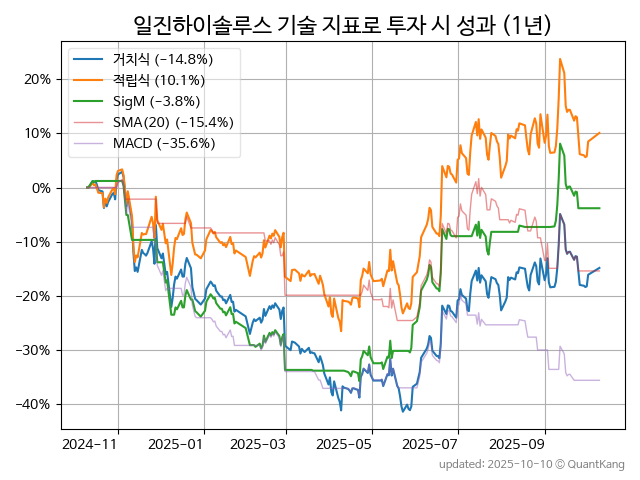 일진하이솔루스 기술 지표로 투자 시 성과 (1년)
거치식 (−14.8%)
적립식 (10.1%)
SigM (−3.8%)
SMA(20) (−15.4%)
MACD (−35.6%)
20%
10%
0%
−10%
−20%
−30%
−40%
2024-11 2025-01 2025-03 2025-05 2025-07 2025-09
updated: 2025-10-10 © QuantKang